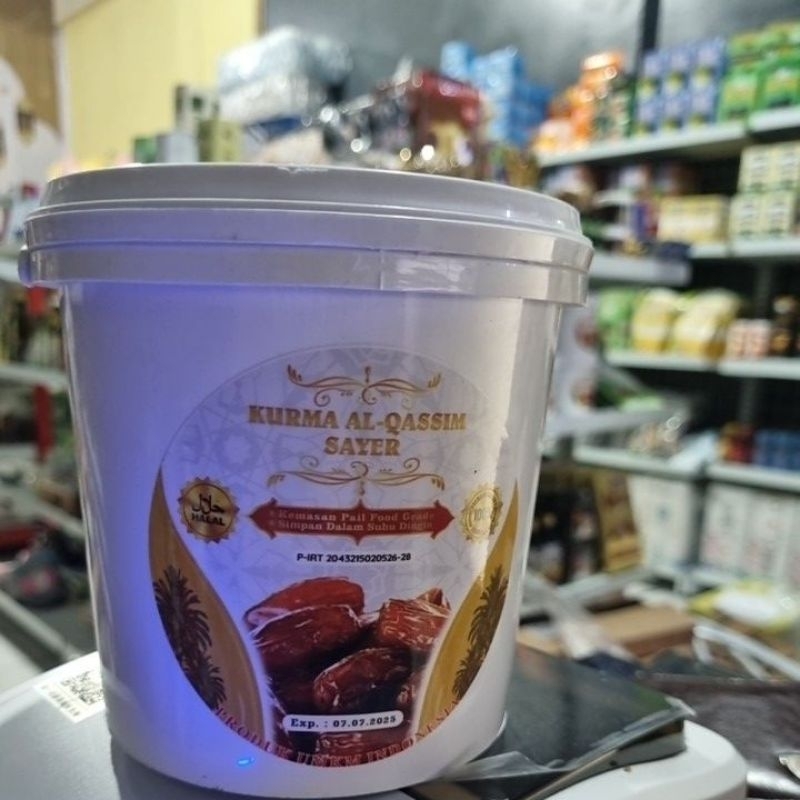 KURMA AL-QASSIM
SAYER
حلال
HALAL
Kemasan Pail Food Grade
Simpan Dalam Suhu Dingin
P-IRT 2043215020526-28
Exp. : 07.07.2025
PRODUK UMKM INDONESIA